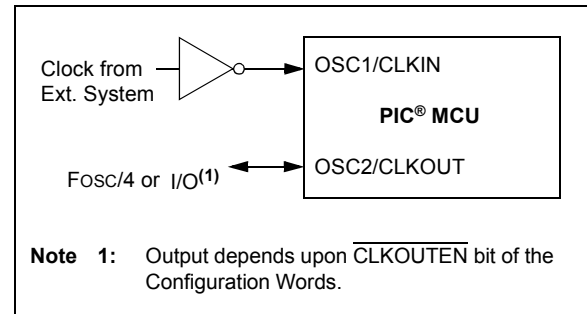 Clock from
Ext. System
OSC1/CLKIN
PIC® MCU
FOSC/4 or I/O(1)
OSC2/CLKOUT
Note 1: Output depends upon CLKOUTEN bit of the
Configuration Words.